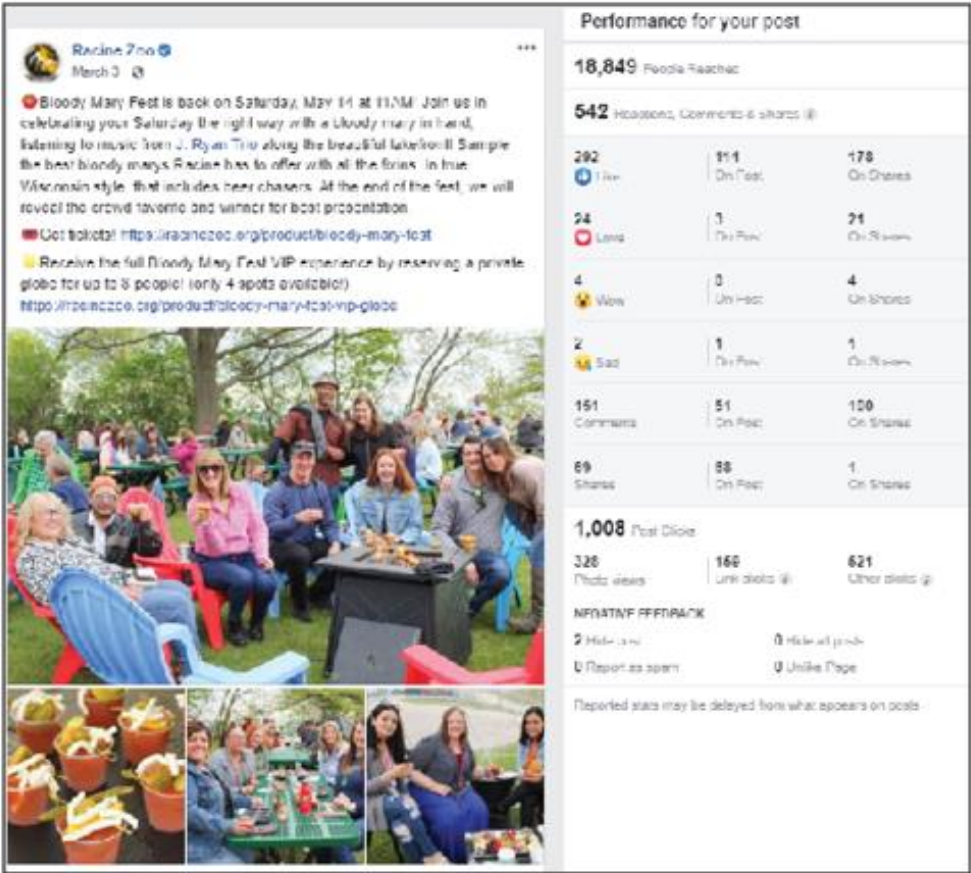 Racine Zoo
March 3
Bloody Mary Fest is back on Saturday, May 14 at 11AM! Join us in
celebrating your Saturday the right way with a bloody mary in hand,
listening to music from J. Ryan Trio along the beautiful lakefront! Sample
the best bloody marys Racine has to offer with all the fixins. In true
Wisconsin style, that includes beer chasers. At the end of the fest, we will
reveal the crowd favorite and winner for best presentation.
Get tickets! https://racinezoo.org/product/bloody-mary-fest
Receive the full Bloody Mary Fest VIP experience by reserving a private
globe for up to 8 people! (only 4 spots available!)
https://racinezoo.org/product/bloody-mary-fest-vip-globe
Performance for your post
18,849 People Reached
542 Reactions, Comments & Shares
292 Like
114 On Post
178 On Shares
24 Love
3 On Post
21 On Shares
4 Wow
0 On Post
4 On Shares
2 Sad
1 On Post
1 On Shares
151 Comments
51 On Post
100 On Shares
69 Shares
68 On Post
1 On Shares
1,008 Post Clicks
328 Photo views
159 Link clicks
521 Other clicks
NEGATIVE FEEDBACK
2 Hide post
0 Hide all posts
0 Report as spam
0 Unlike Page
Reported stats may be delayed from what appears on posts